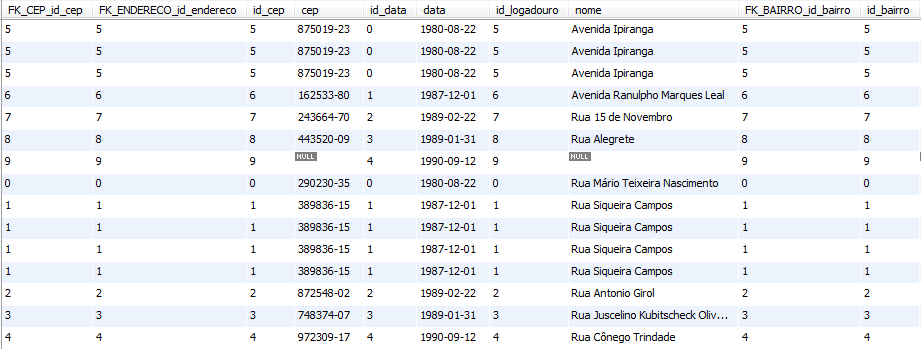 FK_CEP_id_cep FK_ENDERECO_id_endereco id_cep cep id_data data id_logadouro nome FK_BAIRRO_id_bairro id_bairro
5 5 5 875019-23 0 1980-08-22 5 Avenida Ipiranga 5 5
5 5 5 875019-23 0 1980-08-22 5 Avenida Ipiranga 5 5
5 5 5 875019-23 0 1980-08-22 5 Avenida Ipiranga 5 5
6 6 6 162533-80 1 1987-12-01 6 Avenida Ranulpho Marques Leal 6 6
7 7 7 243664-70 2 1989-02-22 7 Rua 15 de Novembro 7 7
8 8 8 443520-09 3 1989-01-31 8 Rua Alegrete 8 8
9 9 9 NULL 4 1990-09-12 9 NULL 9 9
0 0 0 290230-35 0 1980-08-22 0 Rua Mário Teixeira Nascimento 0 0
1 1 1 389836-15 1 1987-12-01 1 Rua Siqueira Campos 1 1
1 1 1 389836-15 1 1987-12-01 1 Rua Siqueira Campos 1 1
1 1 1 389836-15 1 1987-12-01 1 Rua Siqueira Campos 1 1
1 1 1 389836-15 1 1987-12-01 1 Rua Siqueira Campos 1 1
2 2 2 872548-02 2 1989-02-22 2 Rua Antonio Girol 2 2
3 3 3 748374-07 3 1989-01-31 3 Rua Juscelino Kubitscheck Oliv... 3 3
4 4 4 972309-17 4 1990-09-12 4 Rua Cônego Trindade 4 4